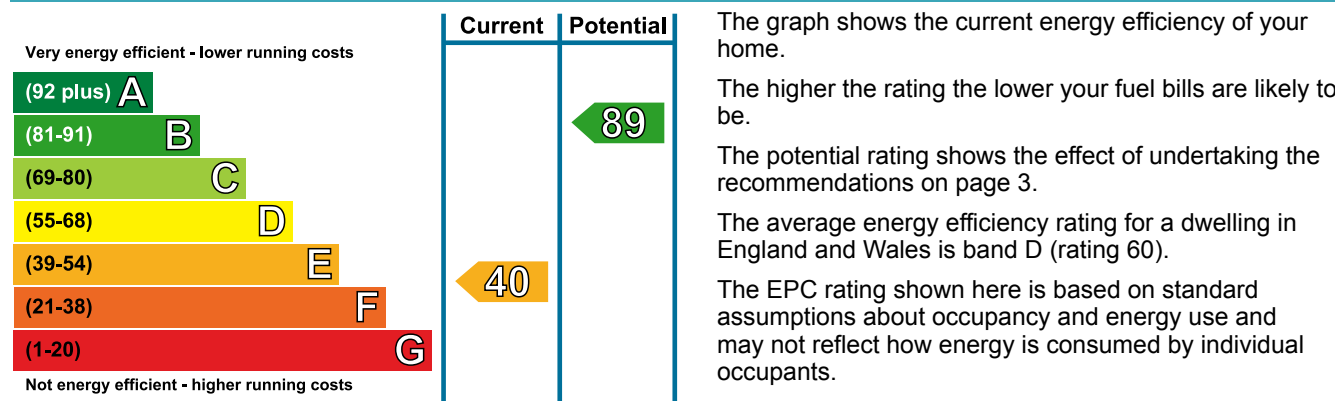 Current Potential
Very energy efficient - lower running costs
(92 plus) A
(81-91) B
89
(69-80) C
(55-68) D
(39-54) E
40
(21-38) F
(1-20) G
Not energy efficient - higher running costs
The graph shows the current energy efficiency of your
home.
The higher the rating the lower your fuel bills are likely to
be.
The potential rating shows the effect of undertaking the
recommendations on page 3.
The average energy efficiency rating for a dwelling in
England and Wales is band D (rating 60).
The EPC rating shown here is based on standard
assumptions about occupancy and energy use and
may not reflect how energy is consumed by individual
occupants.